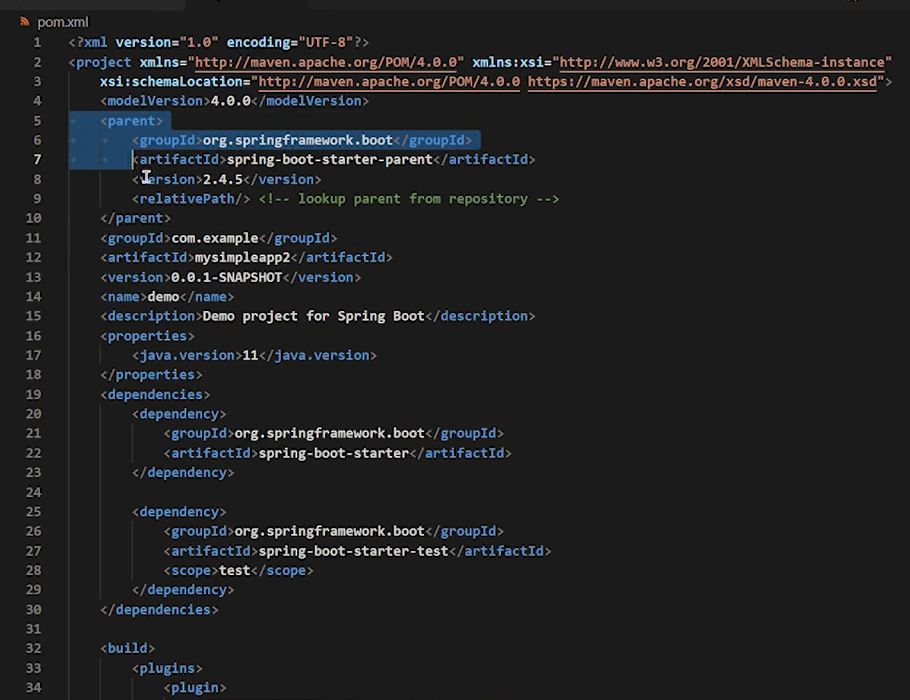 pom.xml
1 <?xml version="1.0" encoding="UTF-8"?>
2 <project xmlns="http://maven.apache.org/POM/4.0.0" xmlns:xsi="http://www.w3.org/2001/XMLSchema-instance"
3 xsi:schemaLocation="http://maven.apache.org/POM/4.0.0 https://maven.apache.org/xsd/maven-4.0.0.xsd">
4 <modelVersion>4.0.0</modelVersion>
5 <parent>
6 <groupId>org.springframework.boot</groupId>
7 <artifactId>spring-boot-starter-parent</artifactId>
8 <version>2.4.5</version>
9 <relativePath/> <!-- lookup parent from repository -->
10 </parent>
11 <groupId>com.example</groupId>
12 <artifactId>mysimpleapp2</artifactId>
13 <version>0.0.1-SNAPSHOT</version>
14 <name>demo</name>
15 <description>Demo project for Spring Boot</description>
16 <properties>
17 <java.version>11</java.version>
18 </properties>
19 <dependencies>
20 <dependency>
21 <groupId>org.springframework.boot</groupId>
22 <artifactId>spring-boot-starter</artifactId>
23 </dependency>
24
25 <dependency>
26 <groupId>org.springframework.boot</groupId>
27 <artifactId>spring-boot-starter-test</artifactId>
28 <scope>test</scope>
29 </dependency>
30 </dependencies>
31
32 <build>
33 <plugins>
34 <plugin>